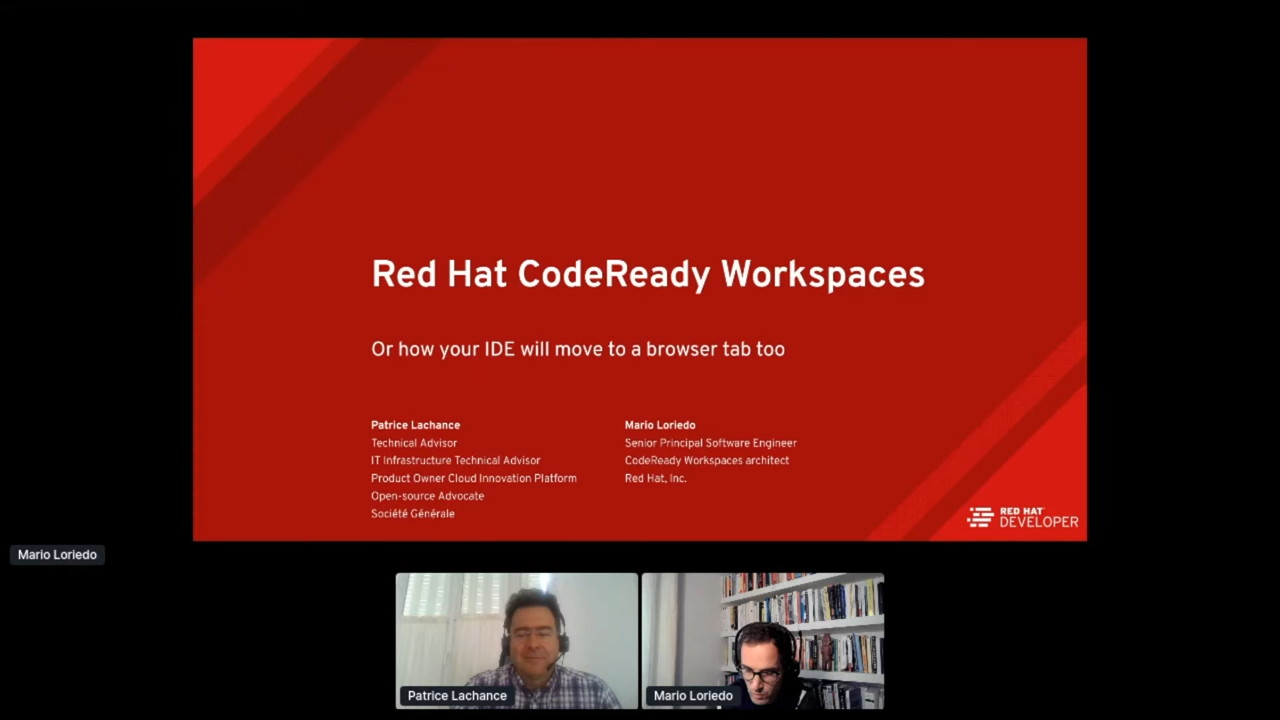 Red Hat CodeReady Workspaces
Or how your IDE will move to a browser tab too
Patrice Lachance
Technical Advisor
IT Infrastructure Technical Advisor
Product Owner Cloud Innovation Platform
Open-source Advocate
Société Générale
Mario Loriedo
Senior Principal Software Engineer
CodeReady Workspaces architect
Red Hat, Inc.
RED HAT
DEVELOPER
Mario Loriedo
Patrice Lachance
Mario Loriedo